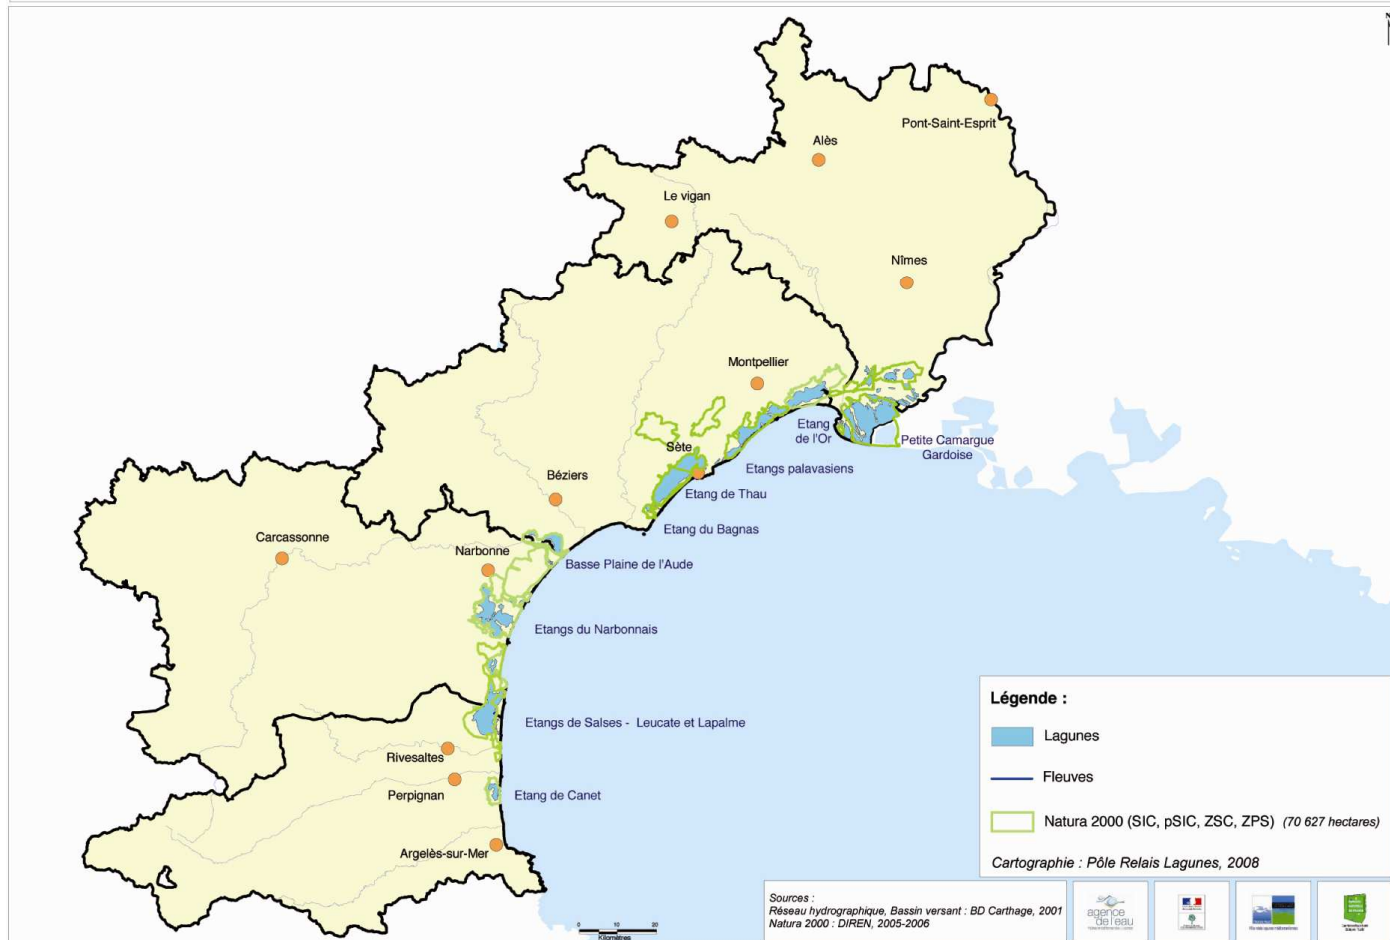 N
Pont-Saint-Esprit
Alès
Le vigan
Nîmes
Montpellier
Etang
de l'Or
Petite Camargue
Gardoise
Sète
Etangs palavasiens
Béziers
Etang de Thau
Etang du Bagnas
Carcassonne
Narbonne
Basse Plaine de l'Aude
Etangs du Narbonnais
Etangs de Salses - Leucate et Lapalme
Rivesaltes
Perpignan
Etang de Canet
Argelès-sur-Mer
Légende :
Lagunes
Fleuves
Natura 2000 (SIC, pSIC, ZSC, ZPS) (70 627 hectares)
Cartographie : Pôle Relais Lagunes, 2008
Sources :
Réseau hydrographique, Bassin versant : BD Carthage, 2001
Natura 2000 : DIREN, 2005-2006
0 10 20
Kilomètres
agence
de l'eau